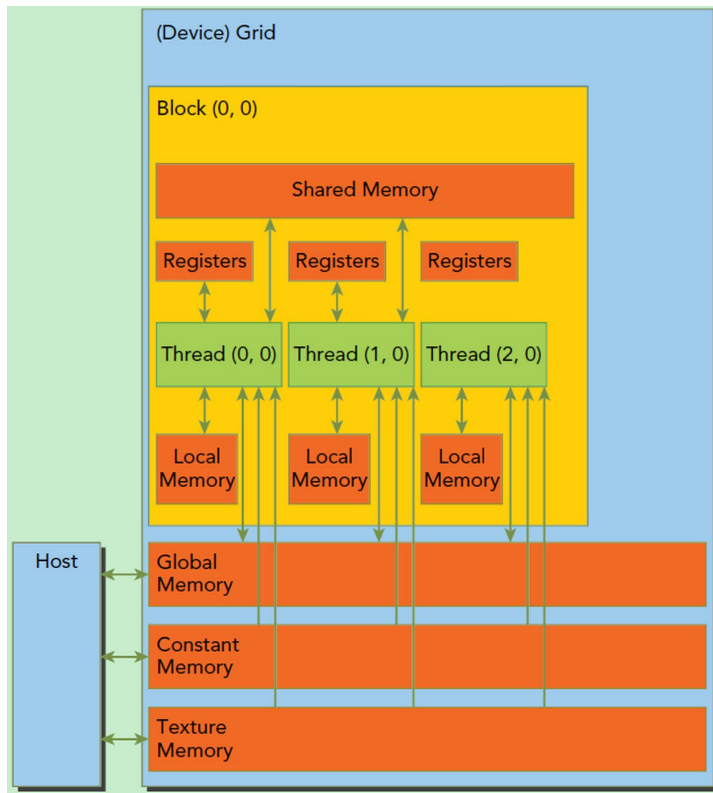 (Device) Grid
Block (0, 0)
Shared Memory
Registers
Registers
Registers
Thread (0, 0)
Thread (1, 0)
Thread (2, 0)
Local
Memory
Local
Memory
Local
Memory
Host
Global
Memory
Constant
Memory
Texture
Memory